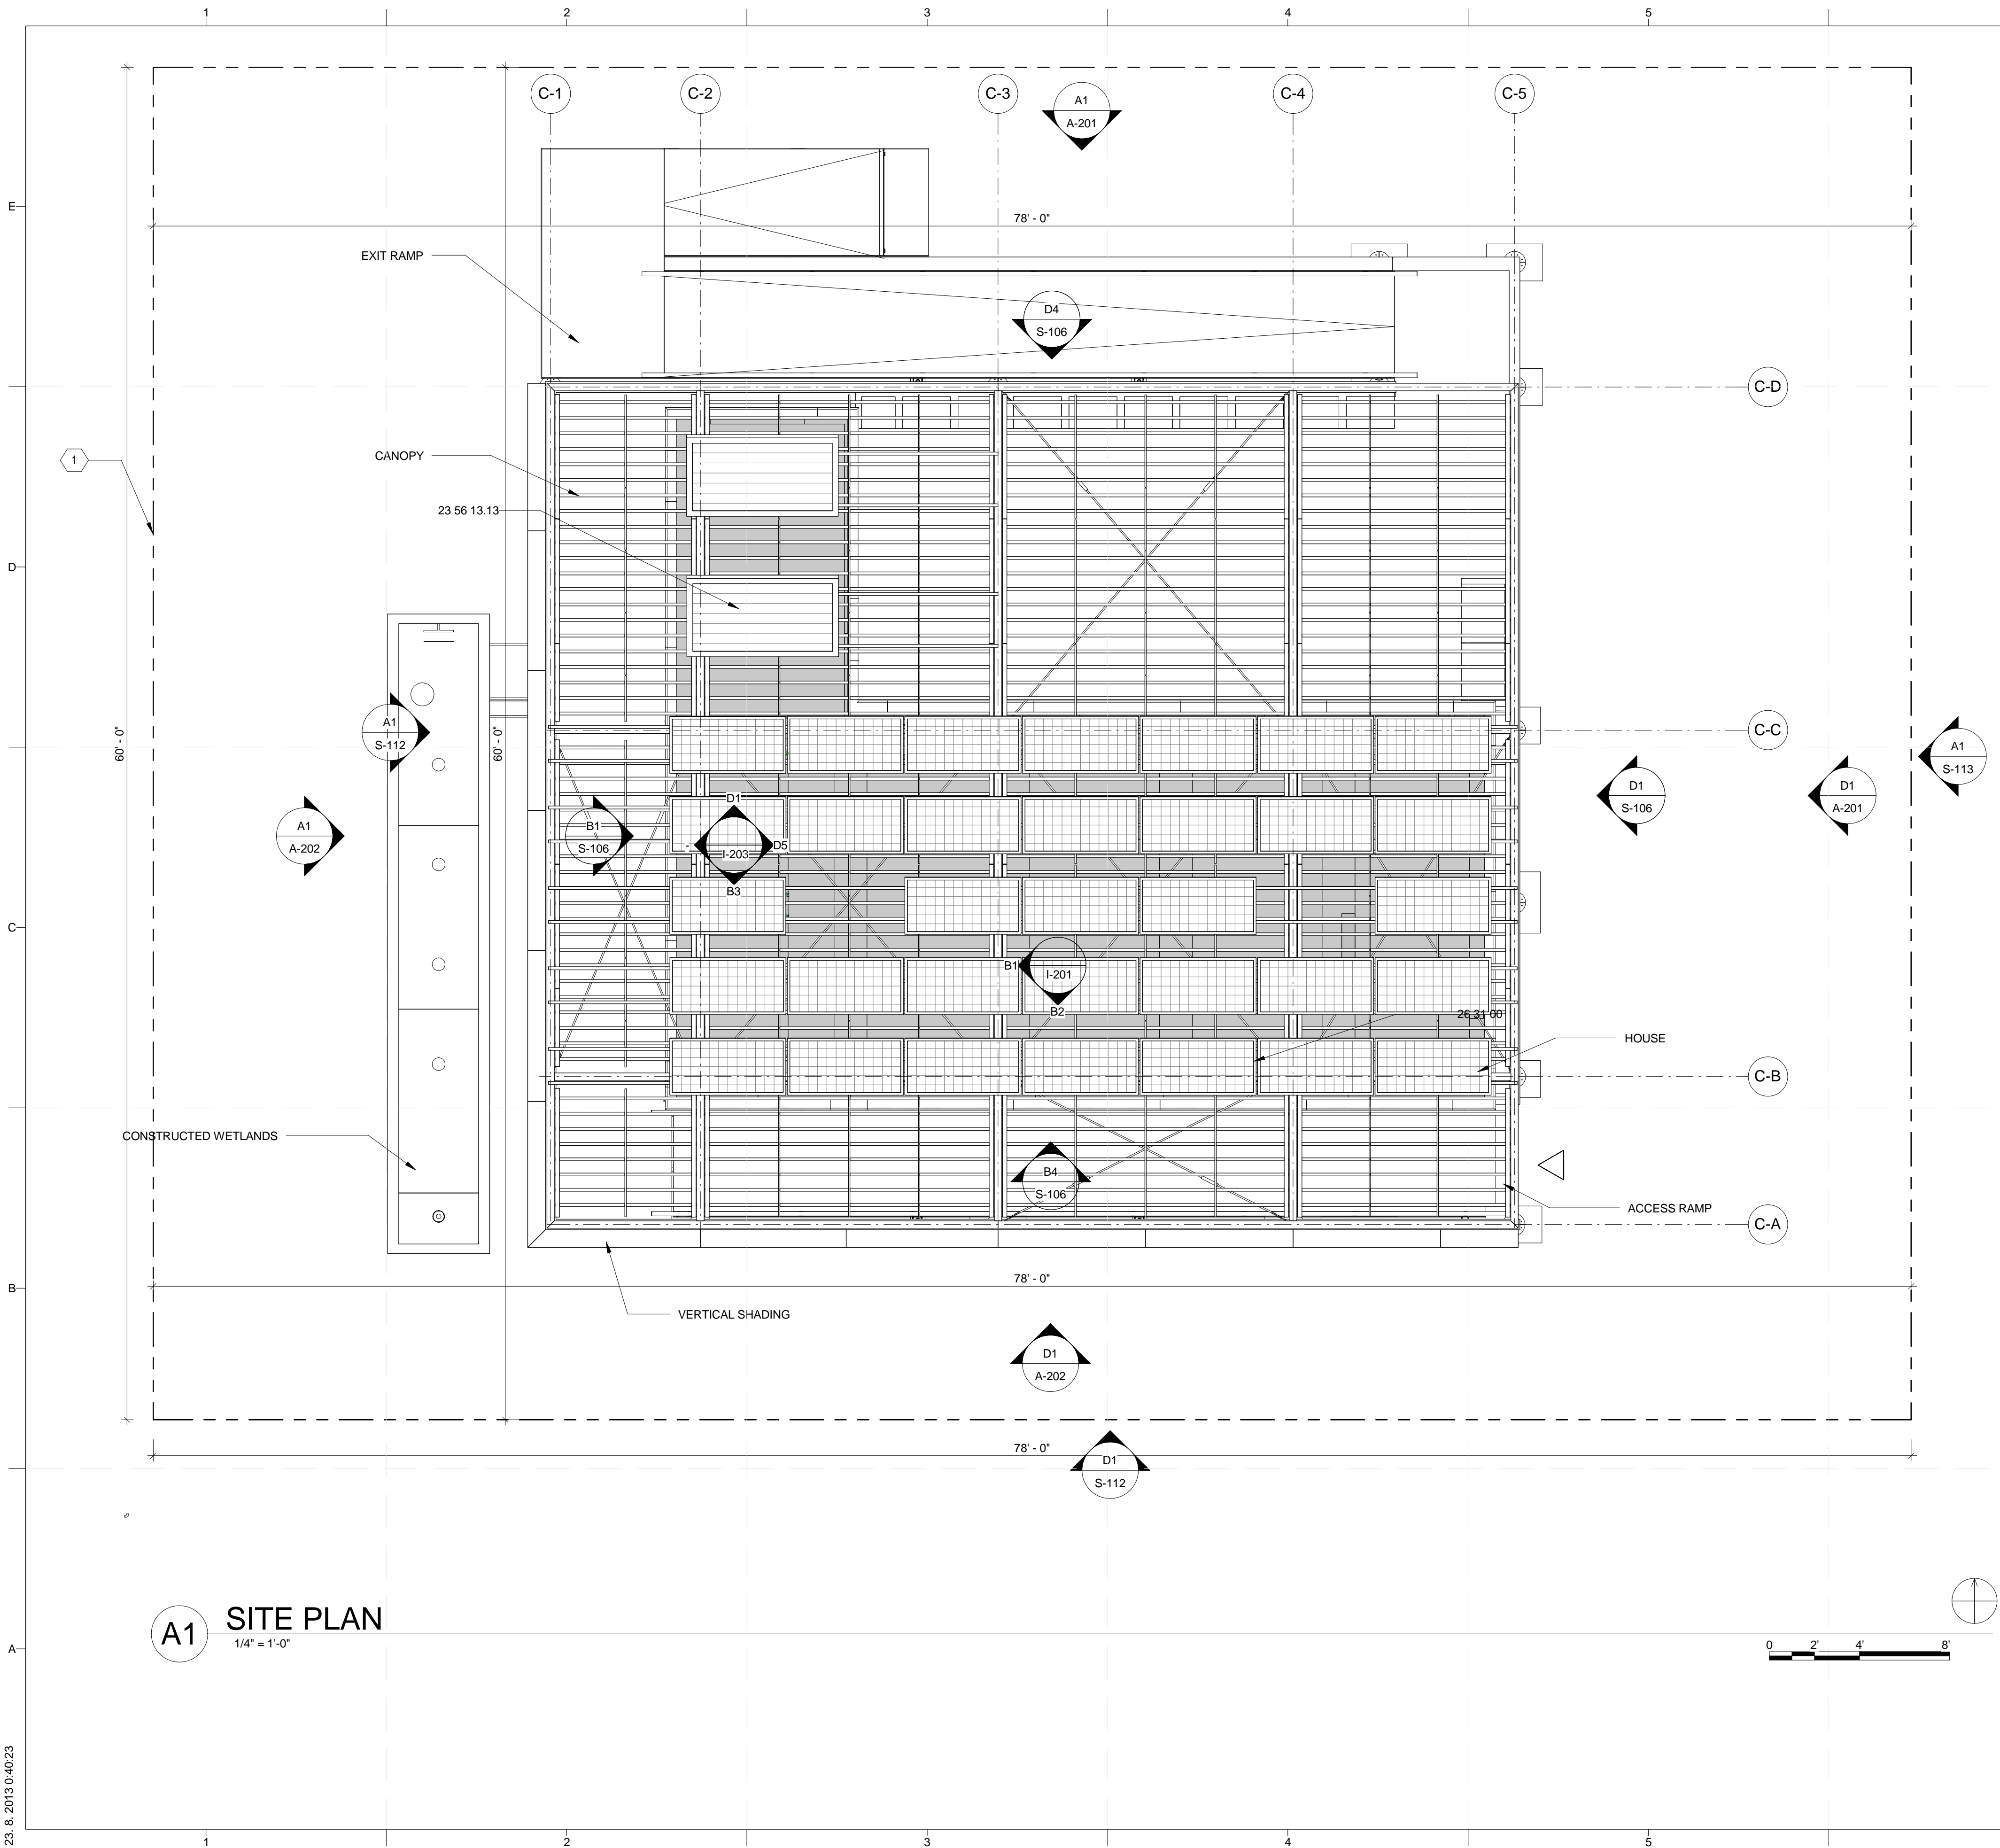 1
2
3
4
5
C-1
C-2
C-3
C-4
C-5
A1
A-201
E
78' - 0"
EXIT RAMP
D4
S-106
C-D
CANOPY
1
23 56 13.13
D
A1
S-112
60' - 0"
60' - 0"
C-C
A1
S-113
D1
S-106
D1
A-201
A1
A-202
B1
S-106
D1
- I-203 D5
B3
C
B1 I-201
B2
26 31 00
HOUSE
C-B
CONSTRUCTED WETLANDS
B4
S-106
ACCESS RAMP
C-A
78' - 0"
B
VERTICAL SHADING
D1
A-202
78' - 0"
D1
S-112
A1
SITE PLAN
1/4" = 1'-0"
0 2' 4' 8'
A
23. 8. 2013 0:40:23
1
2
3
4
5